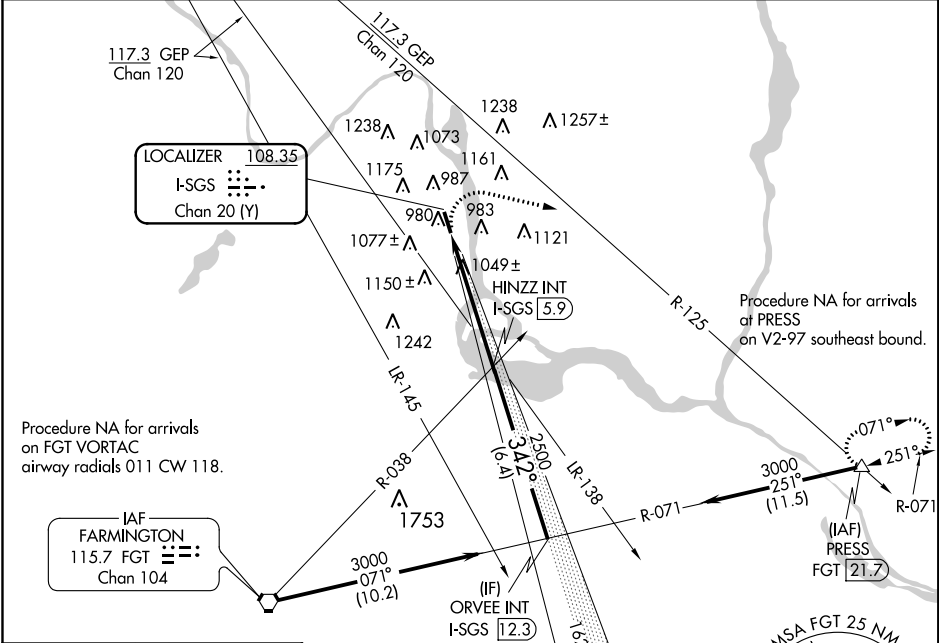 117.3 GEP
Chan 120
117.3 GEP
Chan 120
LOCALIZER 108.35
I-SGS
Chan 20 (Y)
1238
1257±
1238
1073
1161
1175
987
980
983
1121
1077±
1049±
1150±
HINZZ INT
I-SGS 5.9
1242
R-125
Procedure NA for arrivals
at PRESS
on V2-97 southeast bound.
LR-145
Procedure NA for arrivals
on FGT VORTAC
airway radials 011 CW 118.
R-038
342°
(6.4)
2500
LR-138
071°
251°
R-071
3000
251°
(11.5)
R-071
1753
IAF
FARMINGTON
115.7 FGT
Chan 104
3000
071°
(10.2)
(IF)
ORVEE INT
I-SGS 12.3
(IAF)
PRESS
FGT 21.7
MSA FGT 25 NM